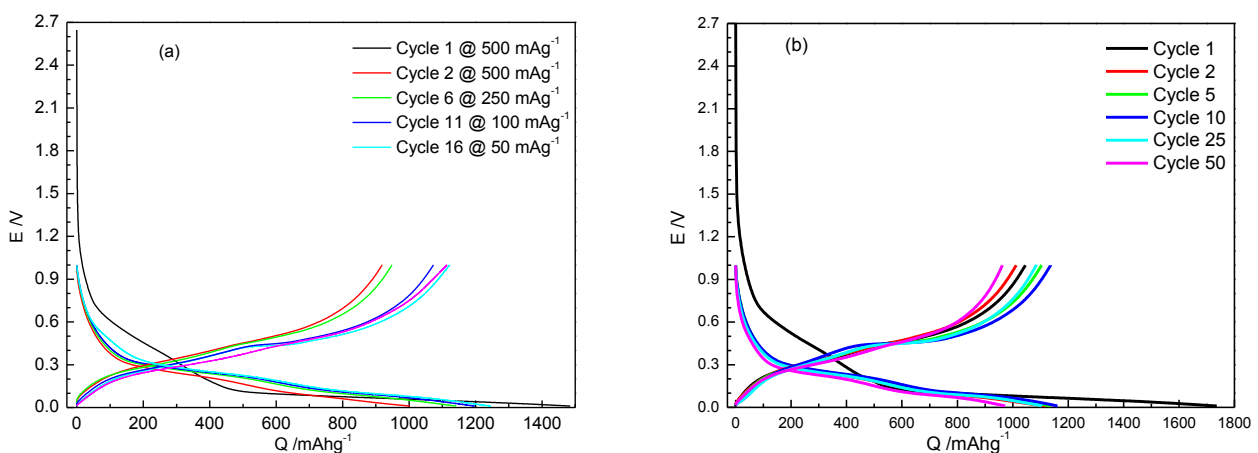 (a)
Cycle 1 @ 500 mAg⁻¹
Cycle 2 @ 500 mAg⁻¹
Cycle 6 @ 250 mAg⁻¹
Cycle 11 @ 100 mAg⁻¹
Cycle 16 @ 50 mAg⁻¹
E /V
2.7
2.4
2.1
1.8
1.5
1.2
0.9
0.6
0.3
0.0
0 200 400 600 800 1000 1200 1400
Q /mAhg⁻¹
(b)
Cycle 1
Cycle 2
Cycle 5
Cycle 10
Cycle 25
Cycle 50
E /V
2.7
2.4
2.1
1.8
1.5
1.2
0.9
0.6
0.3
0.0
0 200 400 600 800 1000 1200 1400 1600 1800
Q /mAhg⁻¹